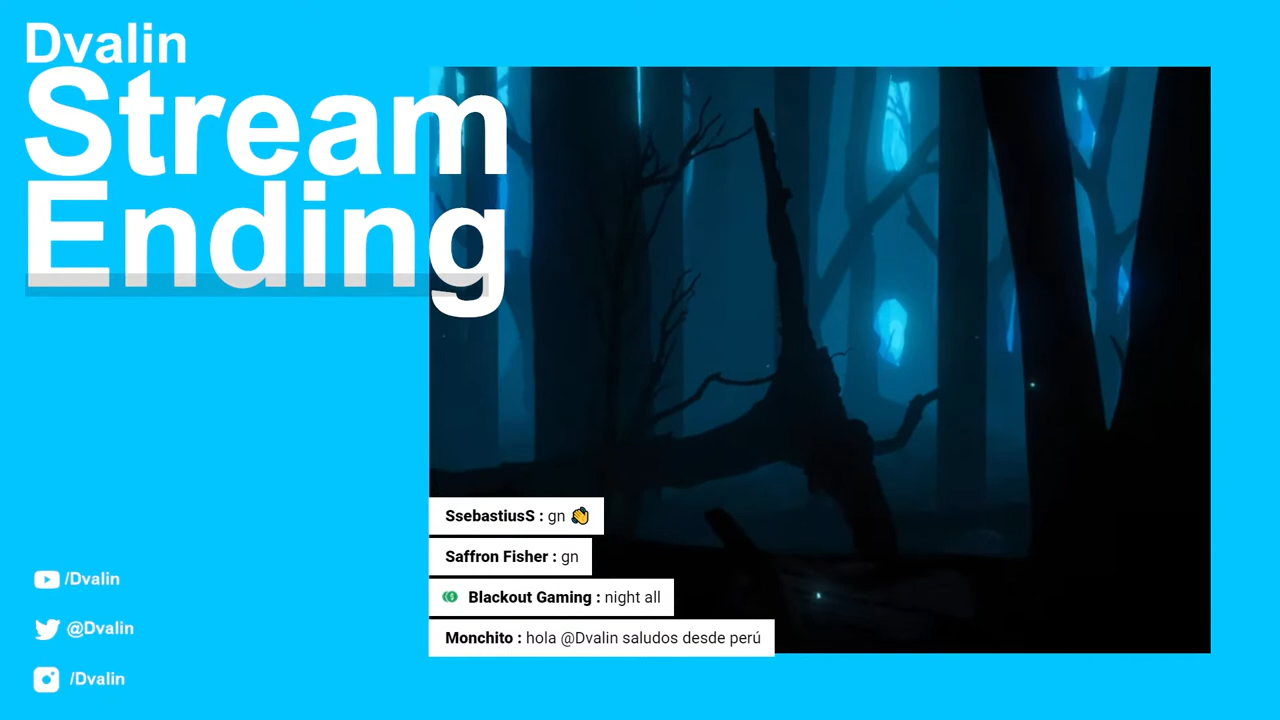 Dvalin
Stream
Ending
SsebastiusS : gn 👏
Saffron Fisher : gn
Blackout Gaming : night all
Monchito : hola @Dvalin saludos desde perú
/Dvalin
@Dvalin
/Dvalin